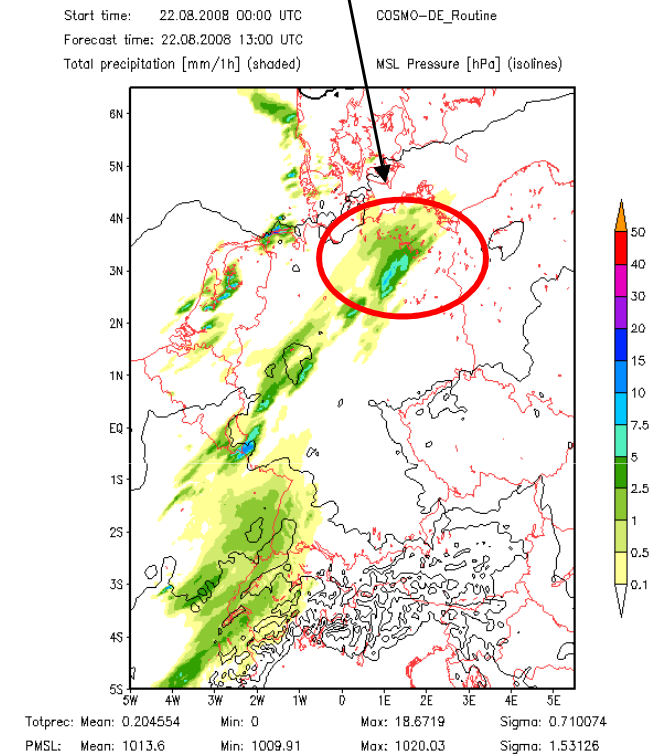 Start time: 22.08.2008 00:00 UTC COSMO-DE_Routine
Forecast time: 22.08.2008 13:00 UTC
Total precipitation [mm/1h] (shaded) MSL Pressure [hPa] (isolines)
6N
5N
4N
3N
2N
1N
EQ
1S
2S
3S
4S
5S
5W 4W 3W 2W 1W 0 1E 2E 3E 4E 5E
50
40
30
20
15
10
7.5
5
2.5
1
0.5
0.1
Totprec: Mean: 0.204554 Min: 0 Max: 18.6719 Sigma: 0.710074
PMSL: Mean: 1013.6 Min: 1009.91 Max: 1020.03 Sigma: 1.53126